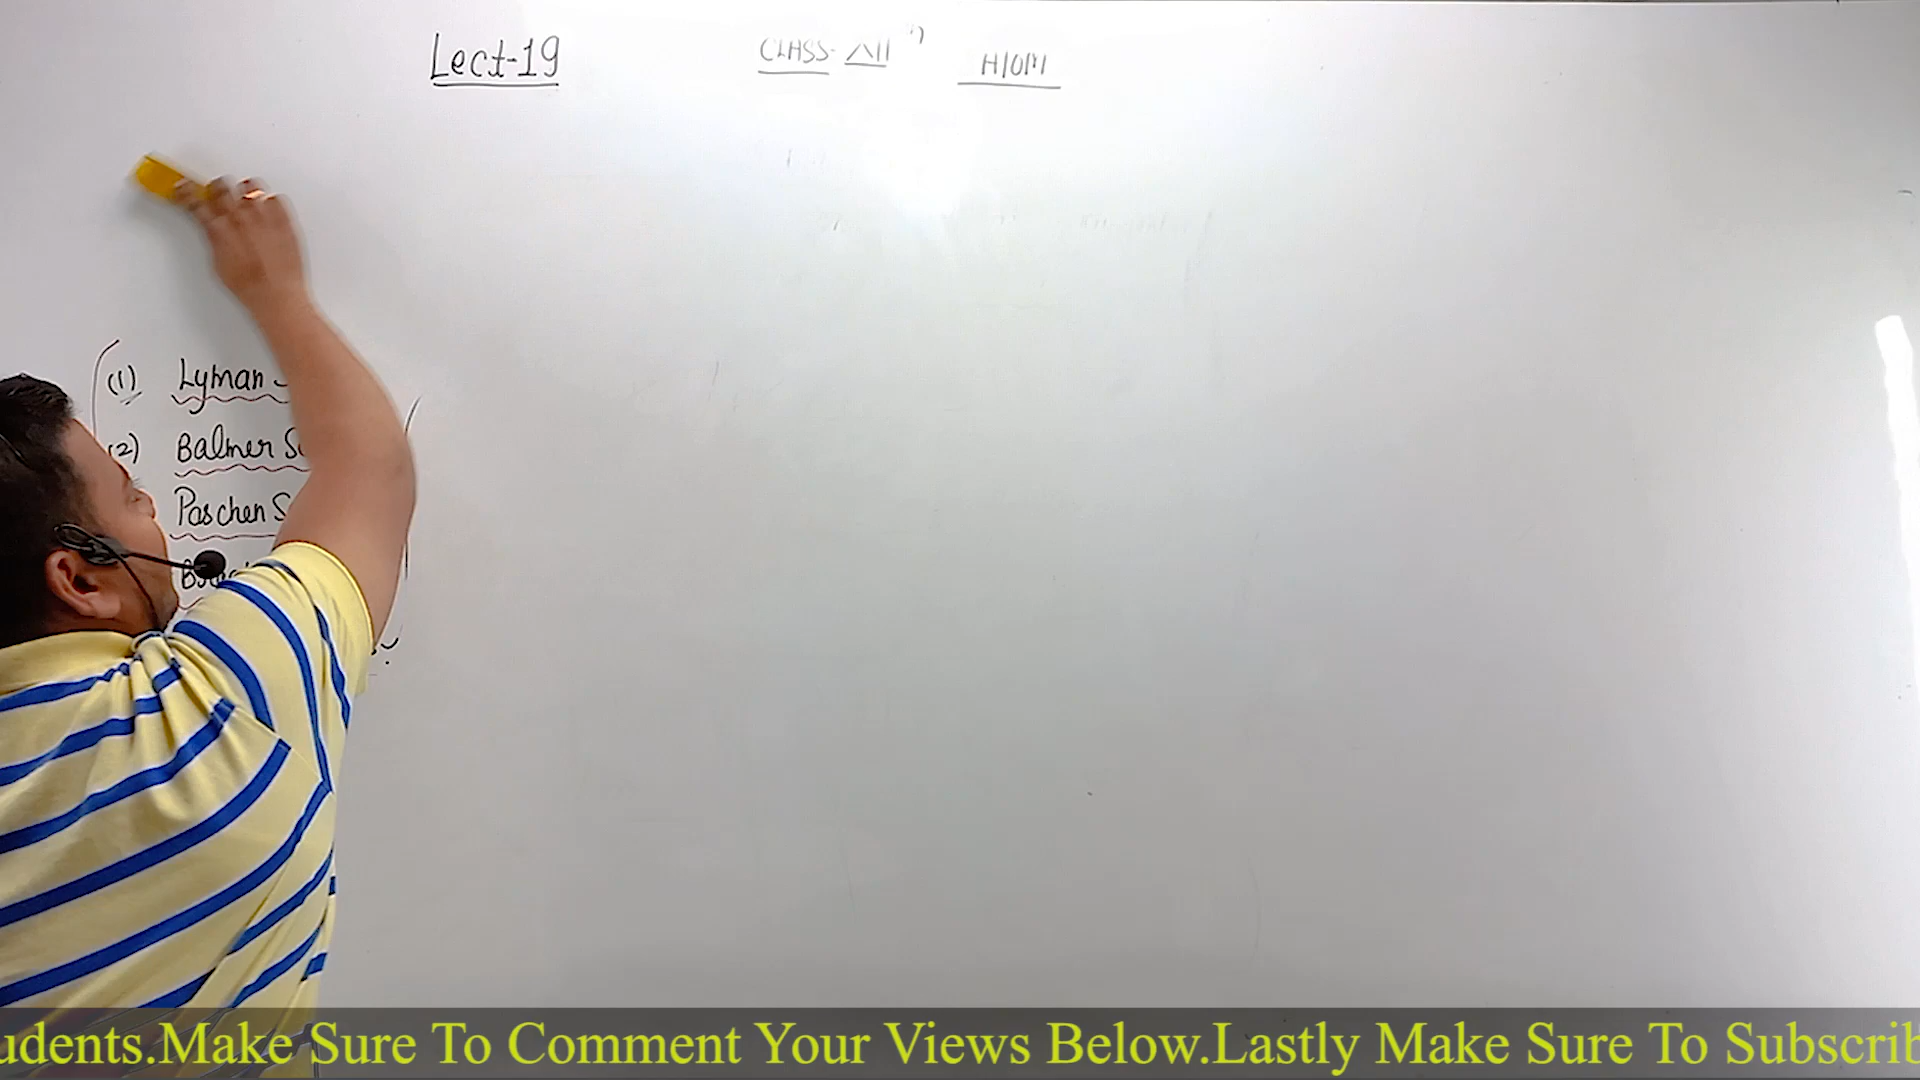 Lect-19 CLASS- XII ATOM
(1) Lyman
(2) Balmer
Paschen
udents.Make Sure To Comment Your Views Below.Lastly Make Sure To Subscrib